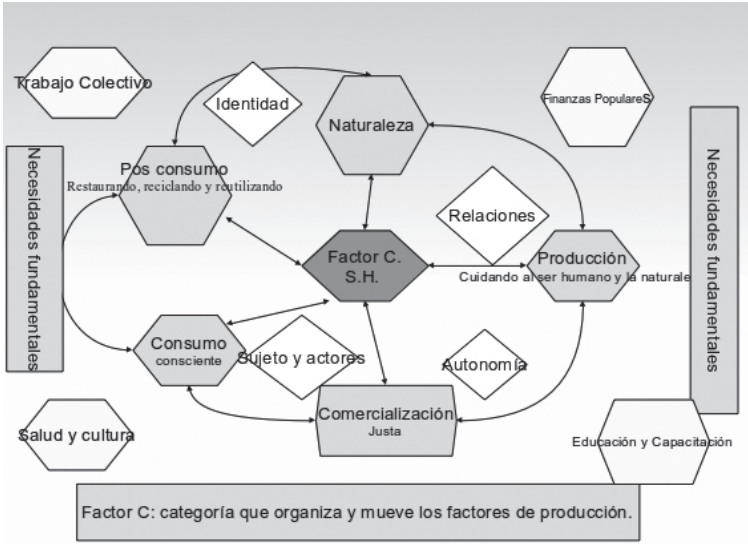 Trabajo Colectivo
Identidad
Naturaleza
Finanzas PopulareS
Necesidades fundamentales
Pos consumo
Restaurando, reciclando y reutilizando
Relaciones
Necesidades fundamentales
Factor C.
S.H.
Producción
Cuidando al ser humano y la naturale
Consumo
consciente
Sujeto y actores
Autonomía
Comercialización
Justa
Salud y cultura
Educación y Capacitación
Factor C: categoría que organiza y mueve los factores de producción.